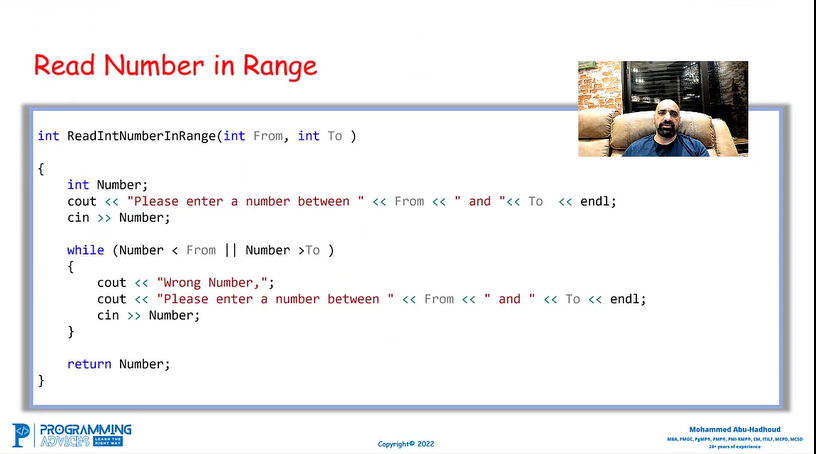 Read Number in Range
int ReadIntNumberInRange(int From, int To )
{
int Number;
cout << "Please enter a number between " << From << " and "<< To  << endl;
cin >> Number;
while (Number < From || Number >To )
{
cout << "Wrong Number,";
cout << "Please enter a number between " << From << " and " << To << endl;
cin >> Number;
}
return Number;
}
PROGRAMMING
ADVICES LEARN THE RIGHT WAY
Copyright© 2022
Mohammed Abu-Hadhoud
MBA, PMOC, PgMP®, PMP®, PMI-RMP®, CM, ITILF, MCPD, MCSD
26+ years of experience